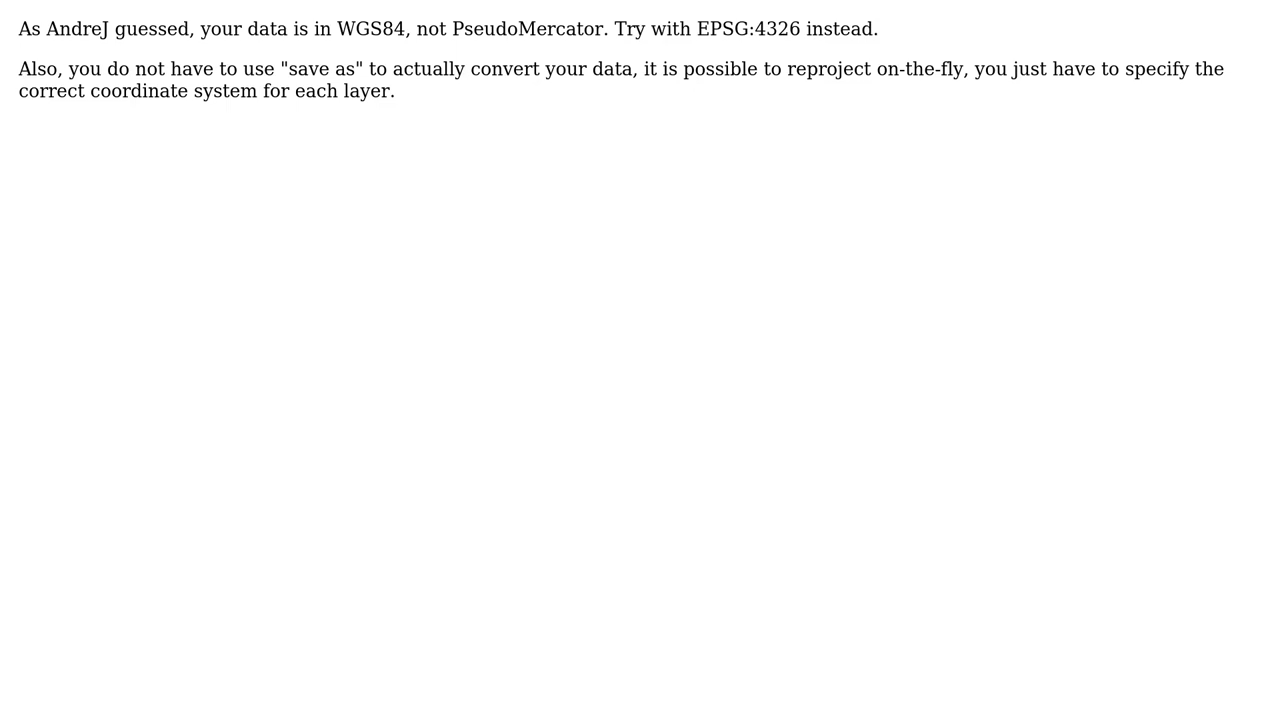 As AndreJ guessed, your data is in WGS84, not PseudoMercator. Try with EPSG:4326 instead.
Also, you do not have to use "save as" to actually convert your data, it is possible to reproject on-the-fly, you just have to specify the
correct coordinate system for each layer.